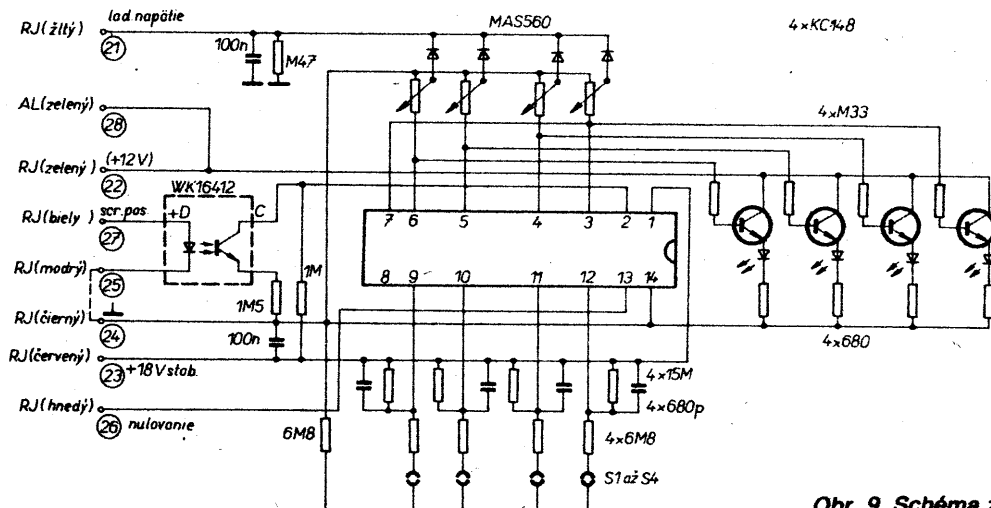 lad. napätie
RJ (žltý)
21
100n
M47
MAS560
4×KC148
AL (zelený)
28
4×M33
RJ (zelený)
(+12 V)
22
WK16412
RJ (biely)
scr. pos
27
+D
C
7 6 5 4 3 2 1
RJ (modrý)
25
8 9 10 11 12 13 14
1M
1M5
RJ (čierný)
24
4×680
100n
RJ (červený)
23
+18 V stab.
4×15M
RJ (hnedý)
4×680p
26
nulovanie
6M8
4×6M8
S1 až S4
Obr. 9. Schéma